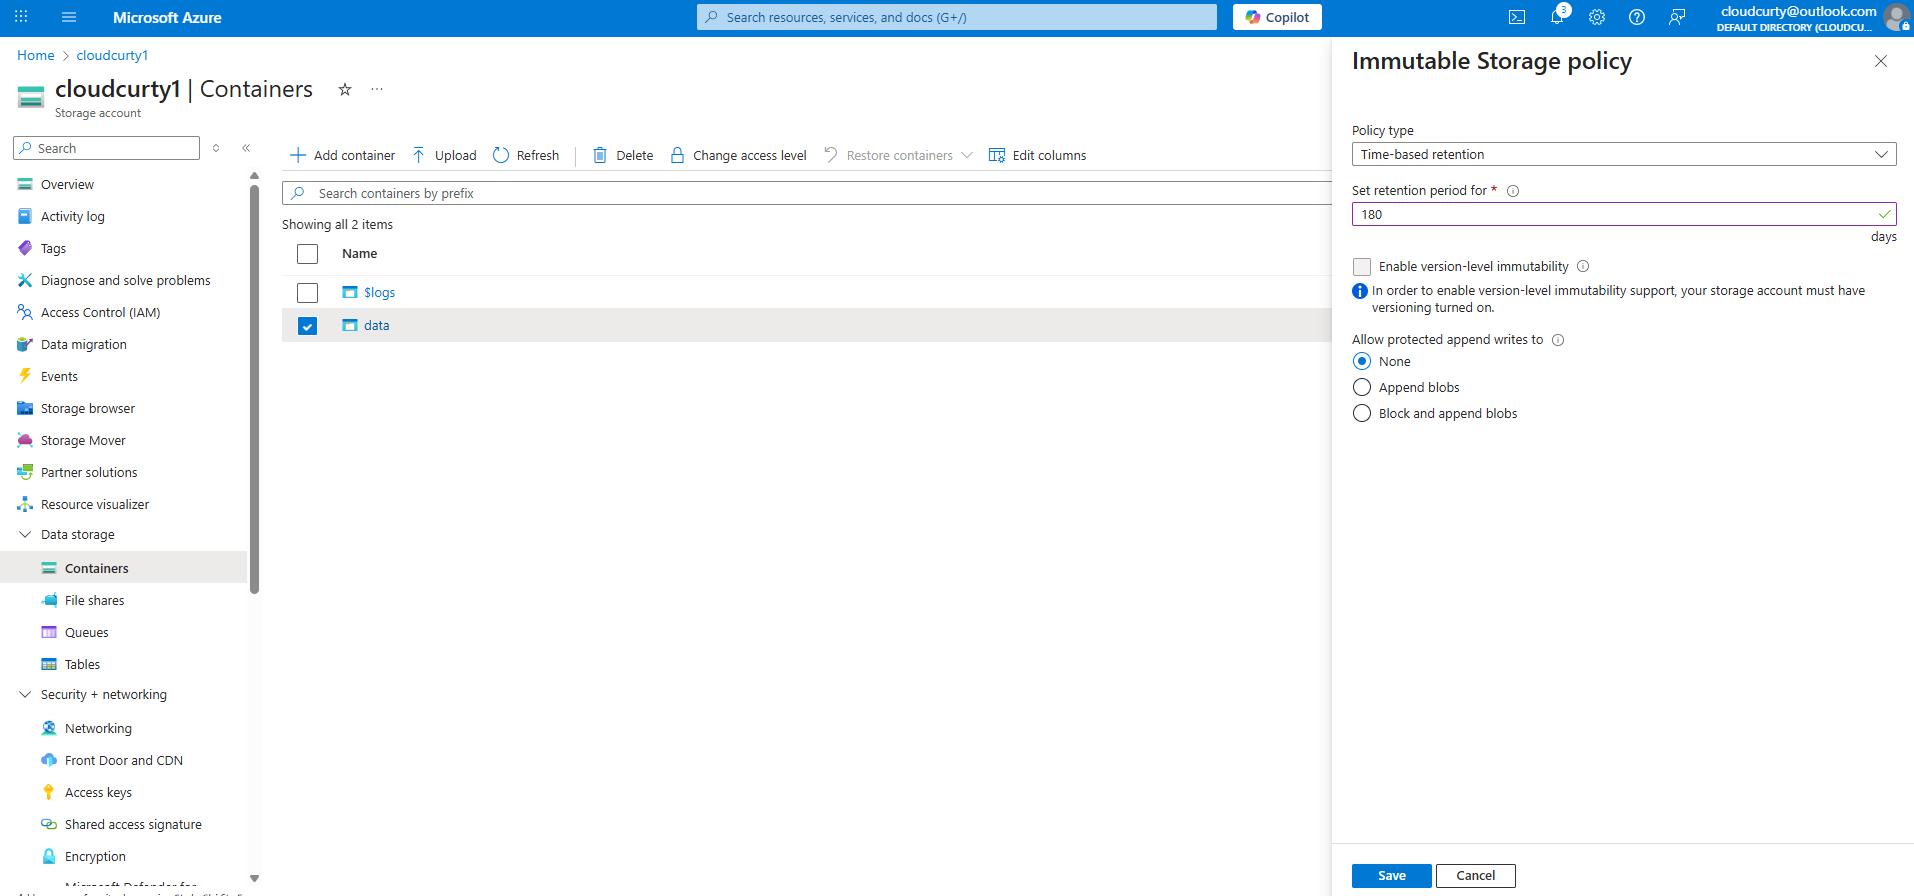 Microsoft Azure
Search resources, services, and docs (G+/)
Copilot
3
cloudcurty@outlook.com
DEFAULT DIRECTORY (CLOUDCU...
Home > cloudcurty1
cloudcurty1 | Containers
Storage account
Search
Overview
Activity log
Tags
Diagnose and solve problems
Access Control (IAM)
Data migration
Events
Storage browser
Storage Mover
Partner solutions
Resource visualizer
Data storage
Containers
File shares
Queues
Tables
Security + networking
Networking
Front Door and CDN
Access keys
Shared access signature
Encryption
Microsoft Defender for
Add container
Upload
Refresh
Delete
Change access level
Restore containers
Edit columns
Search containers by prefix
Showing all 2 items
Name
$logs
data
Immutable Storage policy
Policy type
Time-based retention
Set retention period for *
180
days
Enable version-level immutability
In order to enable version-level immutability support, your storage account must have
versioning turned on.
Allow protected append writes to
None
Append blobs
Block and append blobs
Save
Cancel